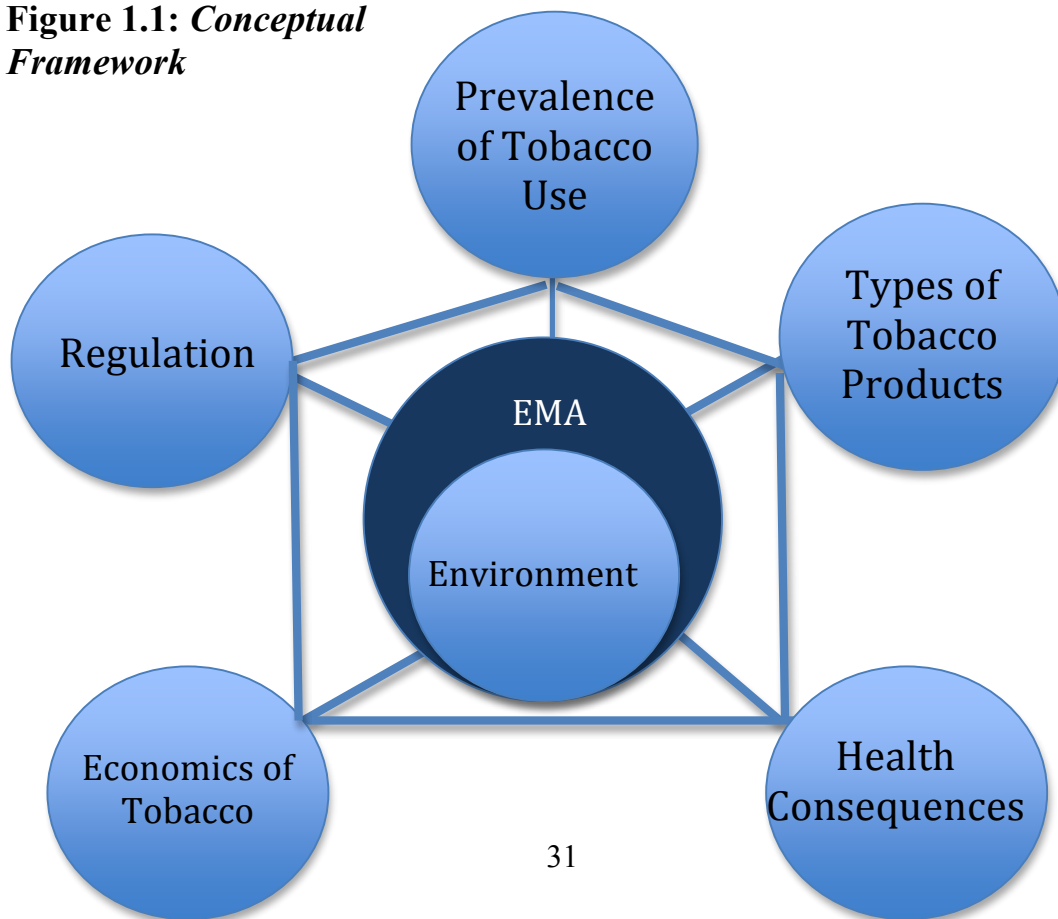 Figure 1.1: Conceptual
Framework
Prevalence
of Tobacco
Use
Types of
Tobacco
Products
Regulation
EMA
Environment
Economics of
Tobacco
Health
Consequences
31